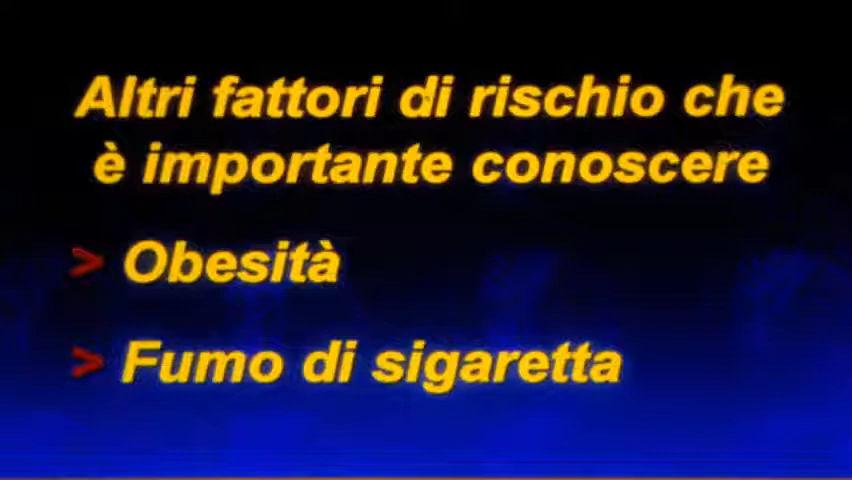 Altri fattori di rischio che
è importante conoscere
> Obesità
> Fumo di sigaretta